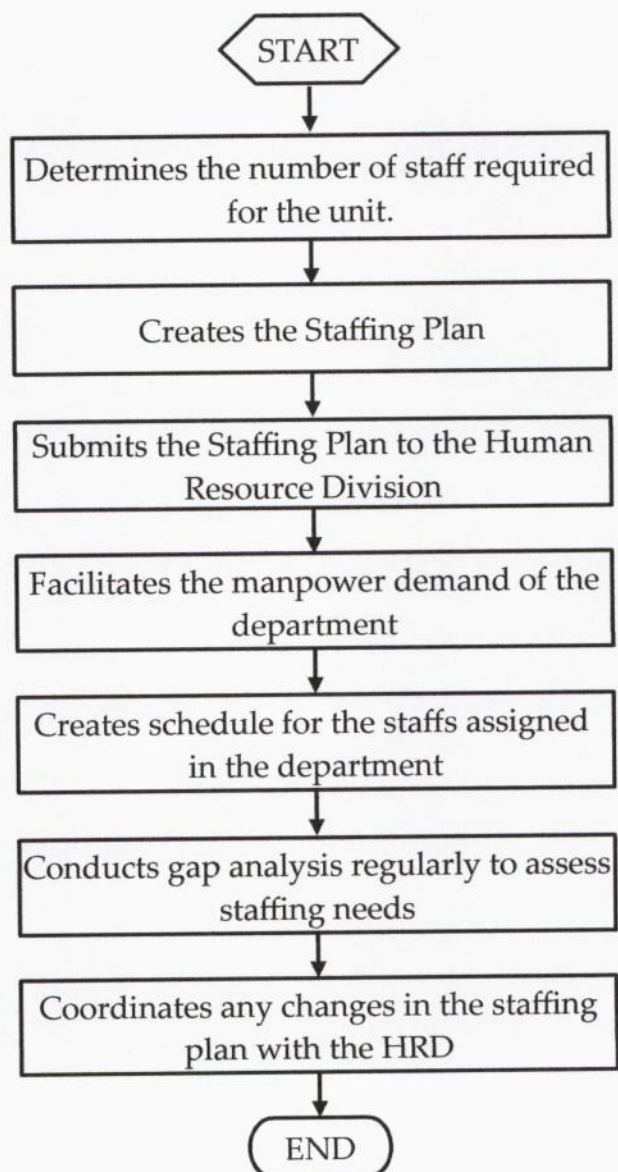 START
Determines the number of staff required
for the unit.
Creates the Staffing Plan
Submits the Staffing Plan to the Human
Resource Division
Facilitates the manpower demand of the
department
Creates schedule for the staffs assigned
in the department
Conducts gap analysis regularly to assess
staffing needs
Coordinates any changes in the staffing
plan with the HRD
END